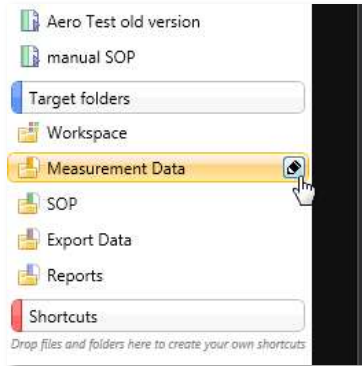 Aero Test old version
manual SOP
Target folders
Workspace
Measurement Data
SOP
Export Data
Reports
Shortcuts
Drop files and folders here to create your own shortcuts